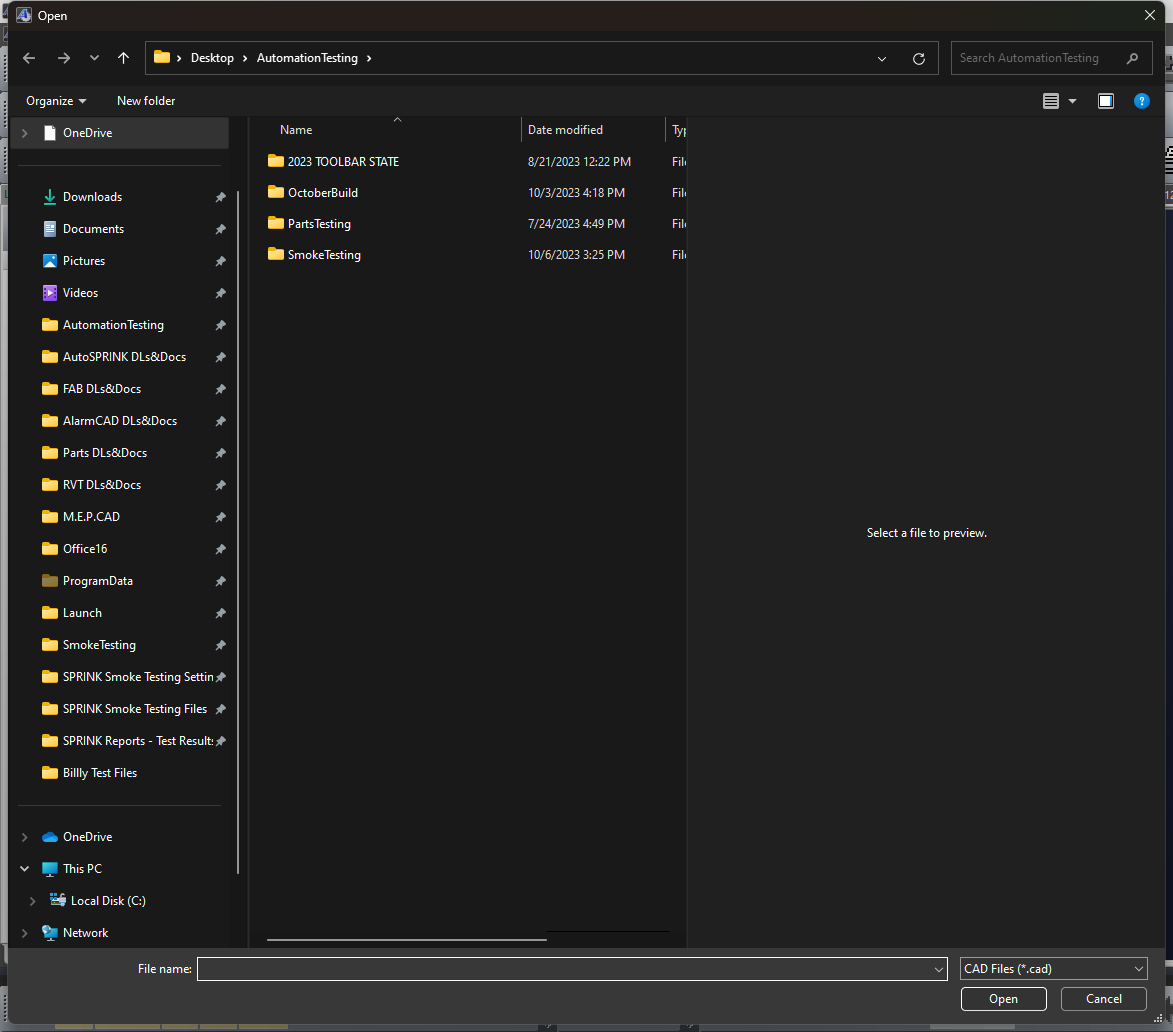 Open
Desktop
AutomationTesting
Search AutomationTesting
Organize
New folder
?
OneDrive
Downloads
Documents
Pictures
Videos
AutomationTesting
AutoSPRINK DLs&Docs
FAB DLs&Docs
AlarmCAD DLs&Docs
Parts DLs&Docs
RVT DLs&Docs
M.E.P.CAD
Office16
ProgramData
Launch
SmokeTesting
SPRINK Smoke Testing Settin
SPRINK Smoke Testing Files
SPRINK Reports - Test Results
Billly Test Files
OneDrive
This PC
Local Disk (C:)
Network
Name Date modified Typ
2023 TOOLBAR STATE 8/21/2023 12:22 PM File
OctoberBuild 10/3/2023 4:18 PM File
PartsTesting 7/24/2023 4:49 PM File
SmokeTesting 10/6/2023 3:25 PM File
Select a file to preview.
File name:
CAD Files (*.cad)
Open
Cancel